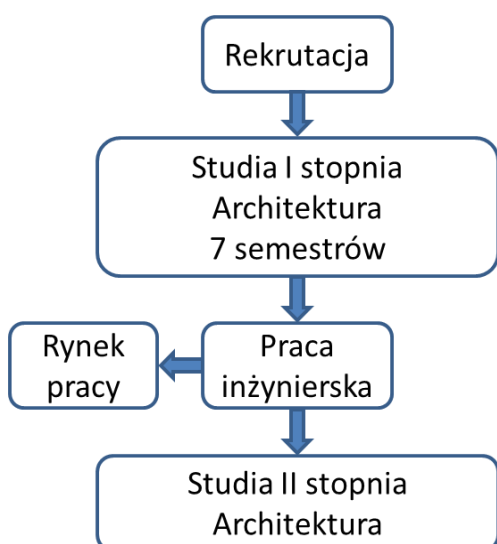 Rekrutacja
Studia I stopnia
Architektura
7 semestrów
Rynek
pracy
Praca
inżynierska
Studia II stopnia
Architektura